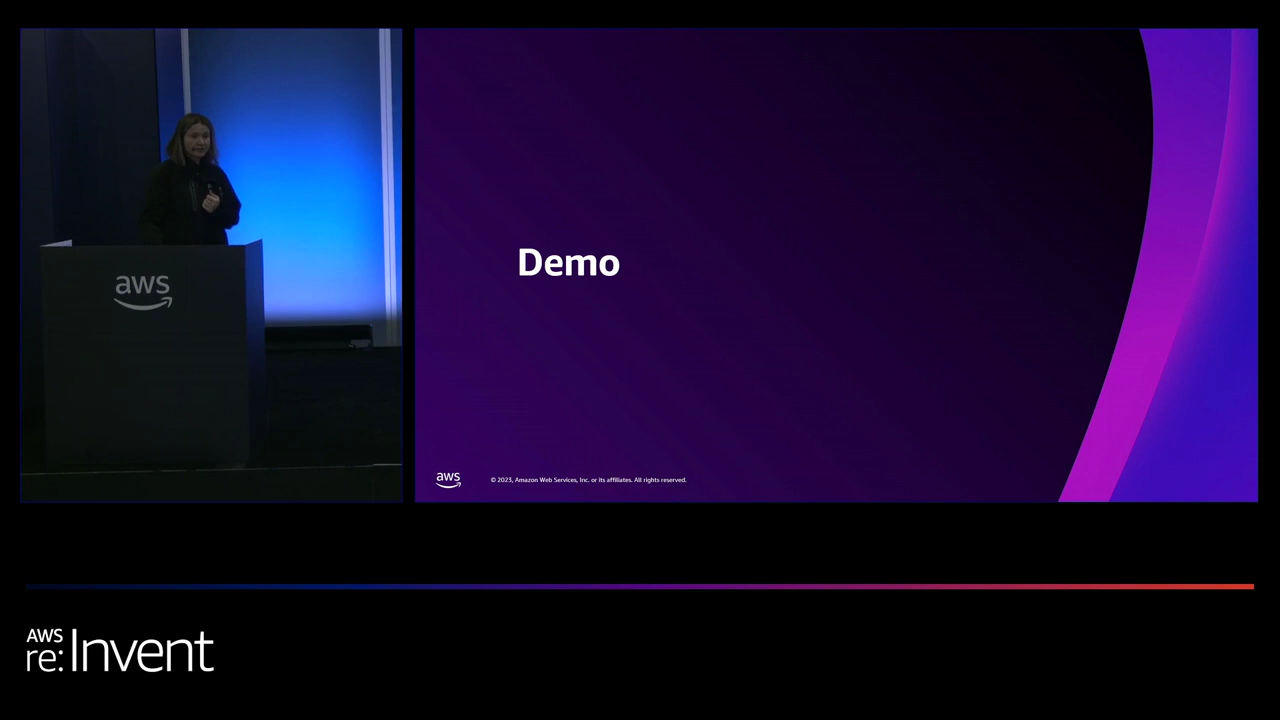 aws
Demo
aws
© 2023, Amazon Web Services, Inc. or its affiliates. All rights reserved.
AWS
re:Invent